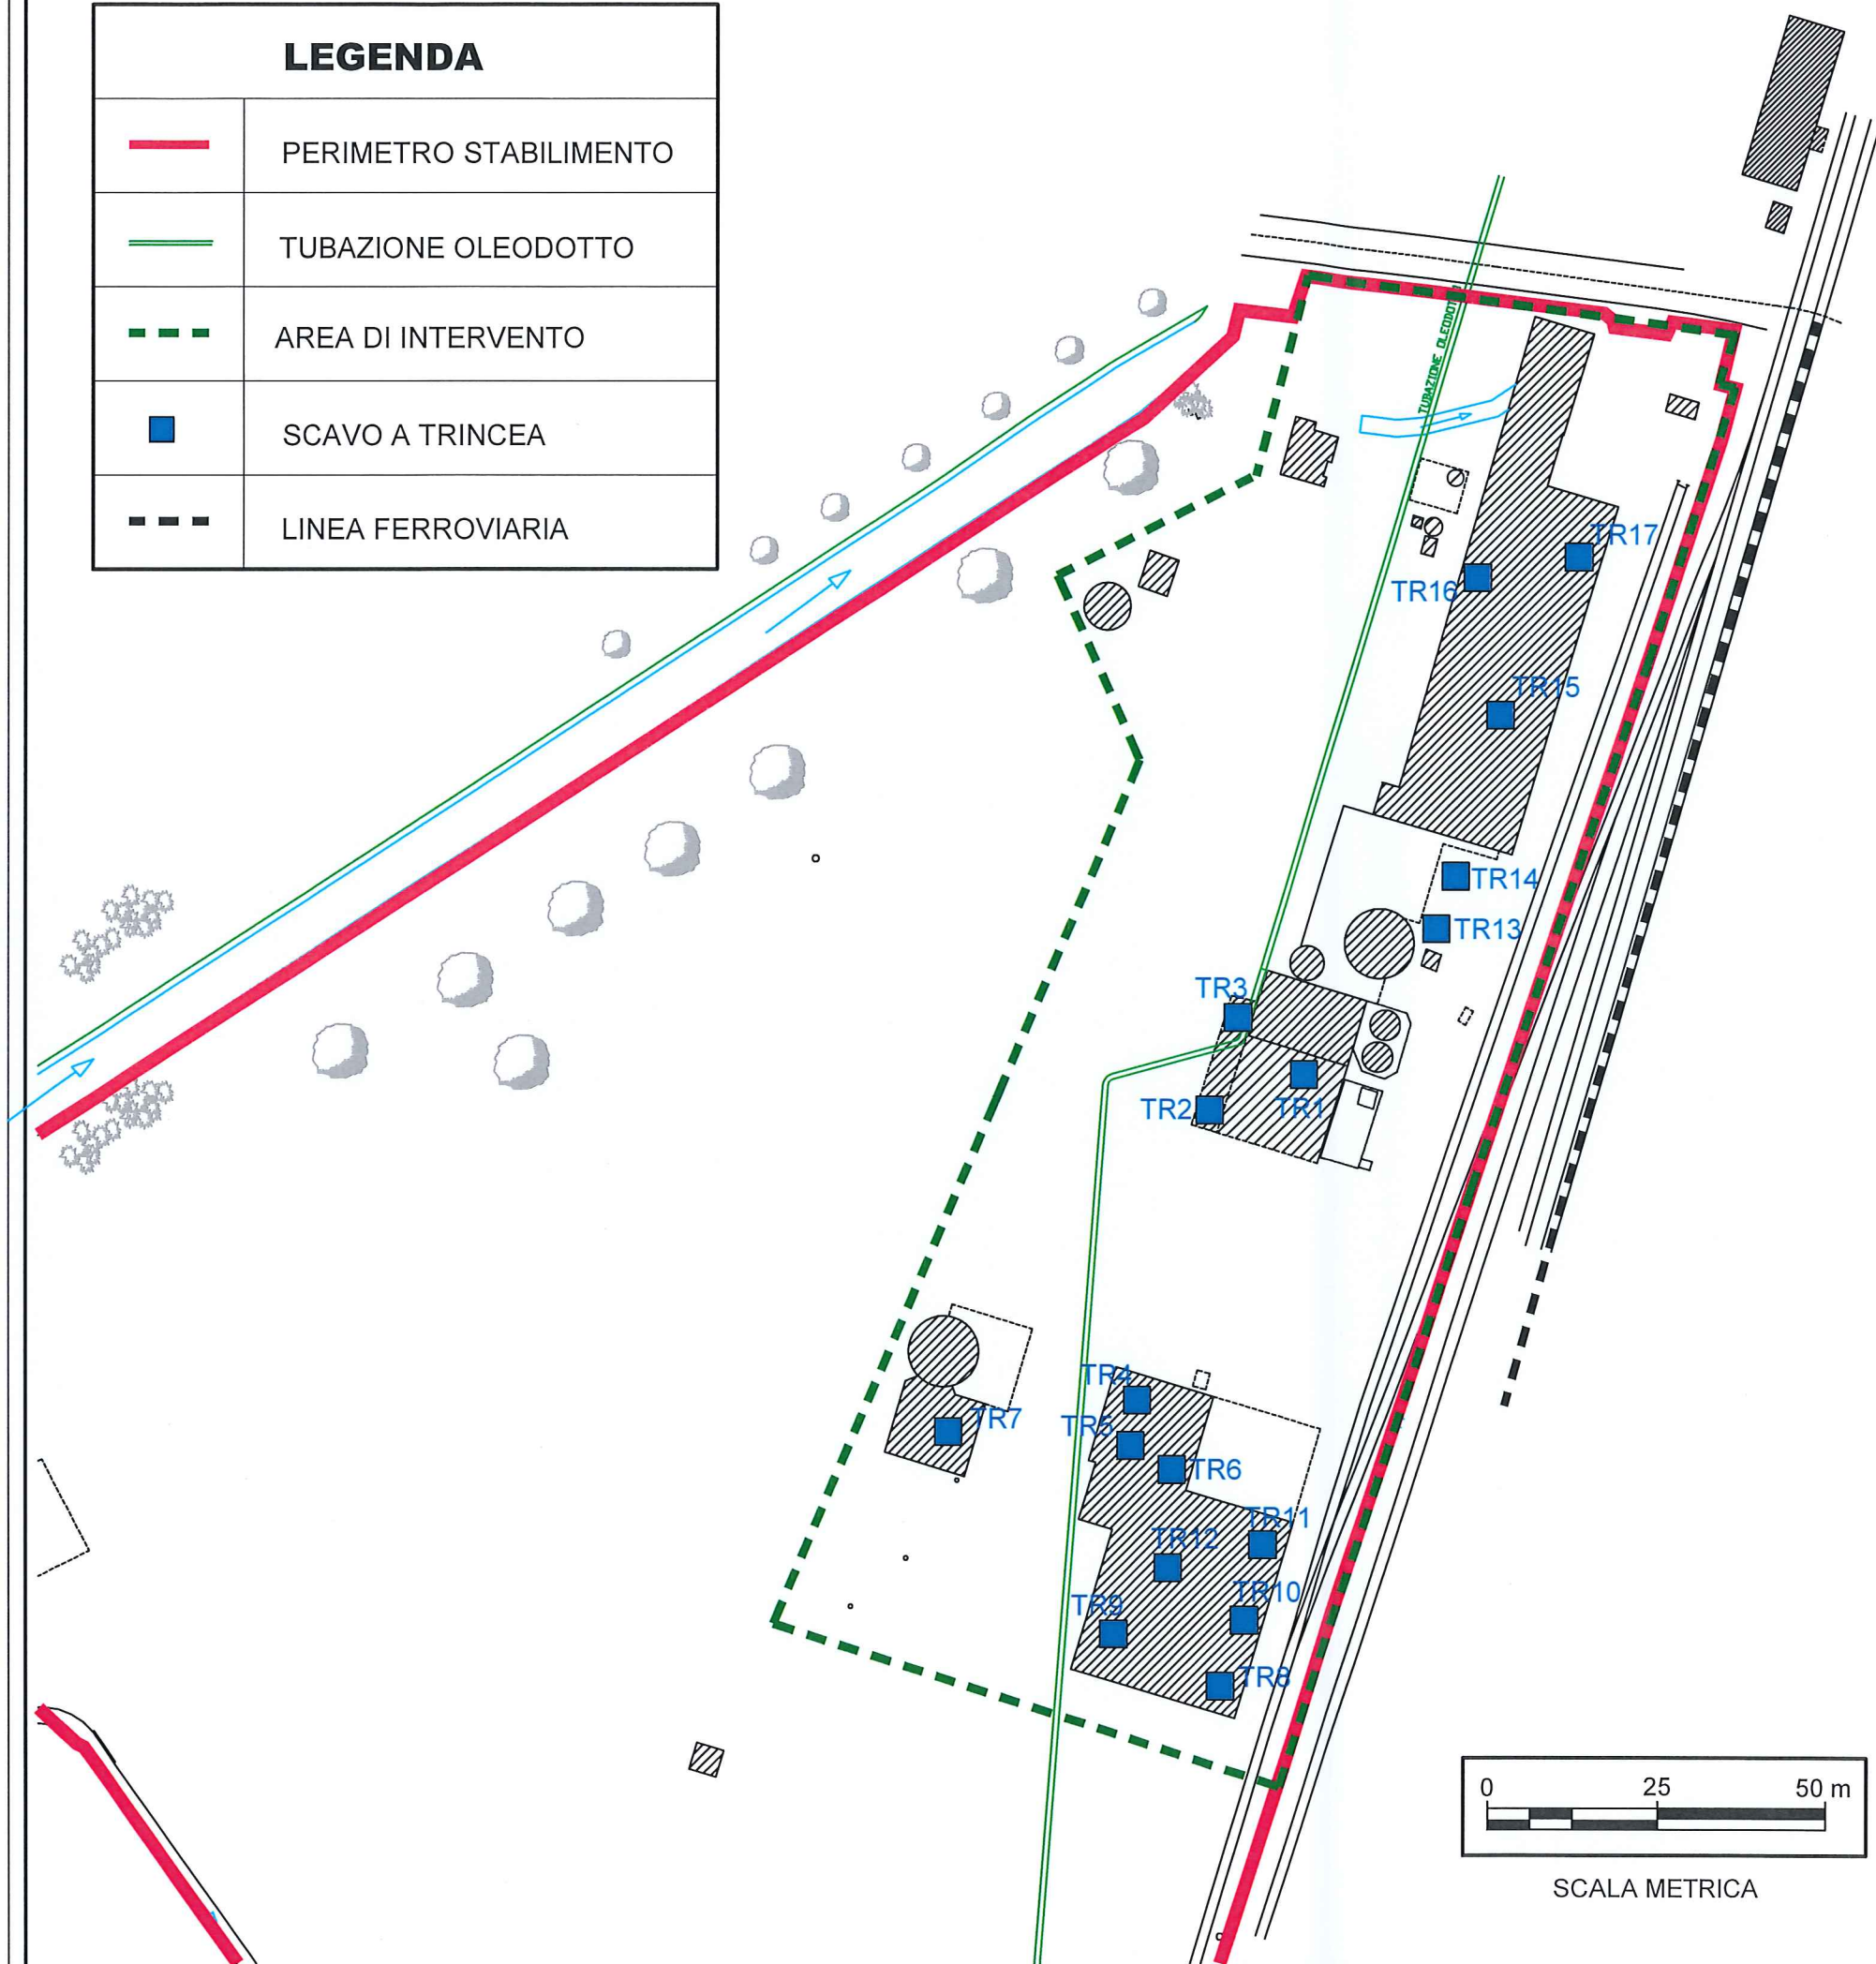 LEGENDA
PERIMETRO STABILIMENTO
TUBAZIONE OLEODOTTO
AREA DI INTERVENTO
SCAVO A TRINCEA
LINEA FERROVIARIA
TUBAZIONE OLEODOTTO
TR17
TR16
TR15
TR14
TR13
TR3
TR2
TR1
TR4
TR7
TR5
TR6
TR11
TR12
TR10
TR9
TR8
0 25 50 m
SCALA METRICA